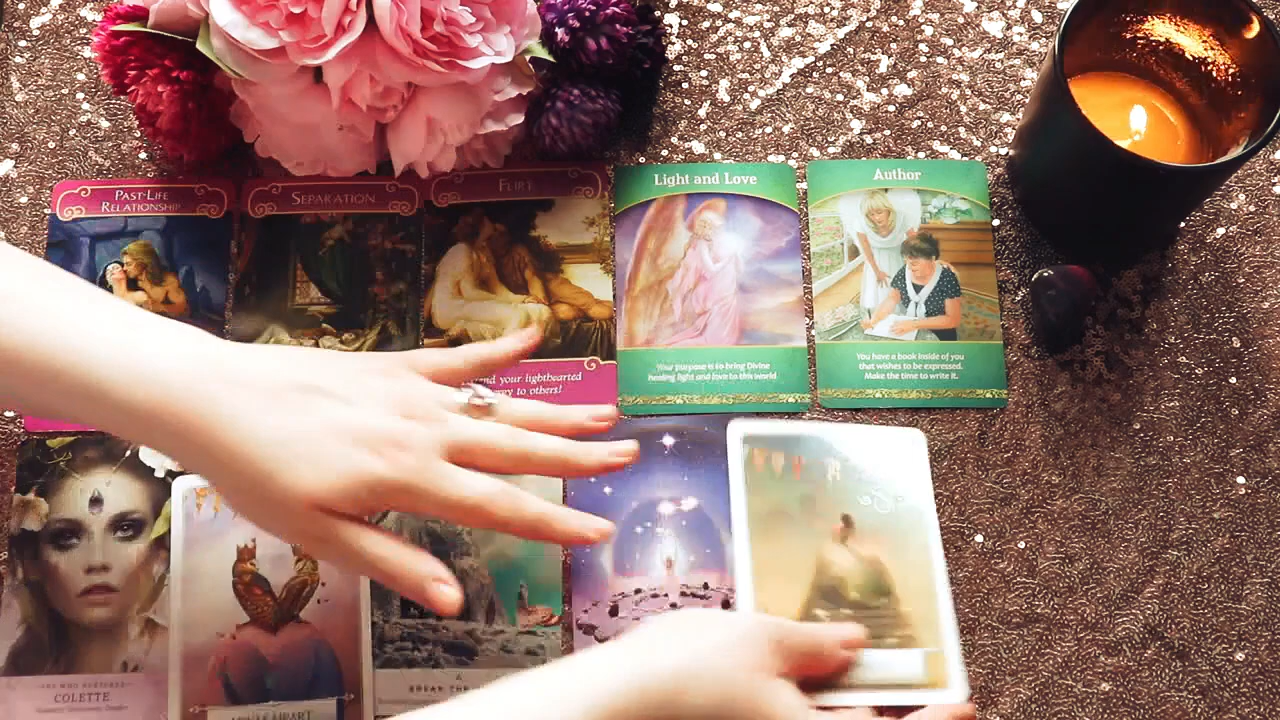 PAST-LIFE
RELATIONSHIP
SEPARATION
FLIRT
your lighthearted
to others!
Light and Love
Your purpose is to bring Divine
healing light and love to this world
Author
You have a book inside of you
that wishes to be expressed.
Make the time to write it.
COLETTE
BREAK